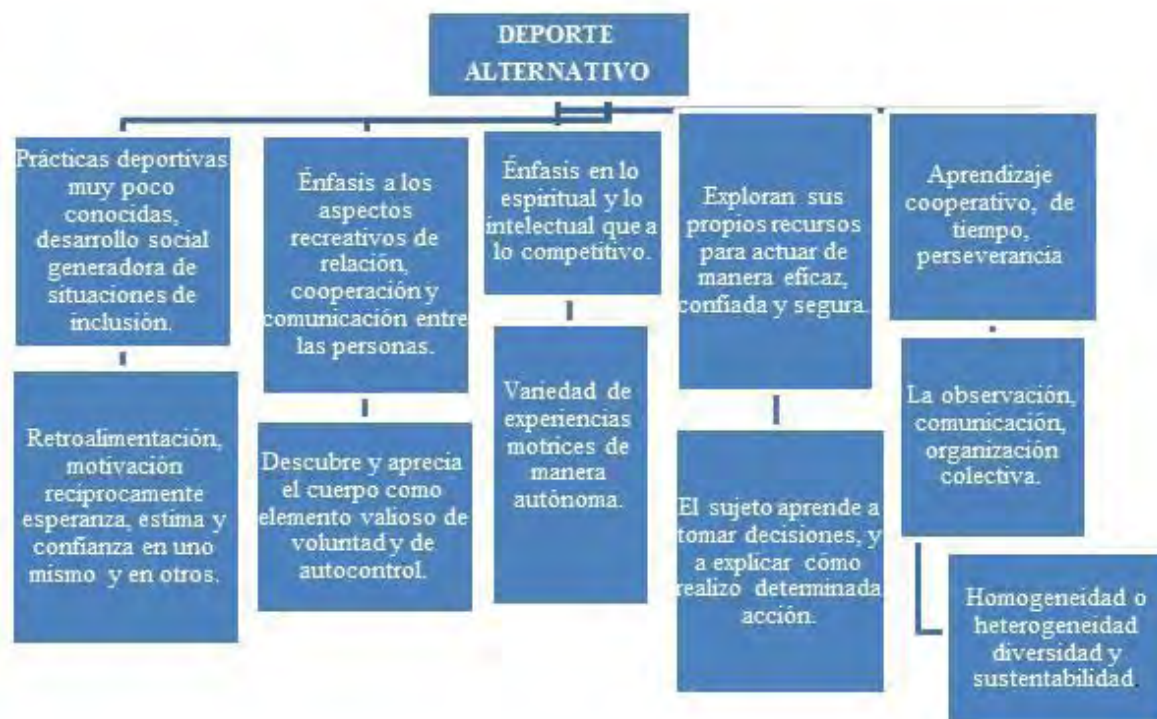 DEPORTE
ALTERNATIVO
Prácticas deportivas
muy poco
conocidas,
desarrollo social
generadora de
situaciones de
inclusión.
Retroalimentación,
motivación
recíprocamente
esperanza, estima y
confianza en uno
mismo y en otros.
Énfasis a los
aspectos
recreativos de
relación,
cooperación y
comunicación entre
las personas.
Descubre y aprecia
el cuerpo como
elemento valioso de
voluntad y de
autocontrol.
Énfasis en lo
espiritual y lo
intelectual que a
lo competitivo.
Variedad de
experiencias
motrices de
manera
autónoma.
Exploran sus
propios recursos
para actuar de
manera eficaz,
confiada y segura.
El sujeto aprende a
tomar decisiones, y
a explicar cómo
realizo determinada
acción.
Aprendizaje
cooperativo, de
tiempo,
perseverancia
La observación,
comunicación,
organización
colectiva.
Homogeneidad o
heterogeneidad
diversidad y
sustentabilidad.